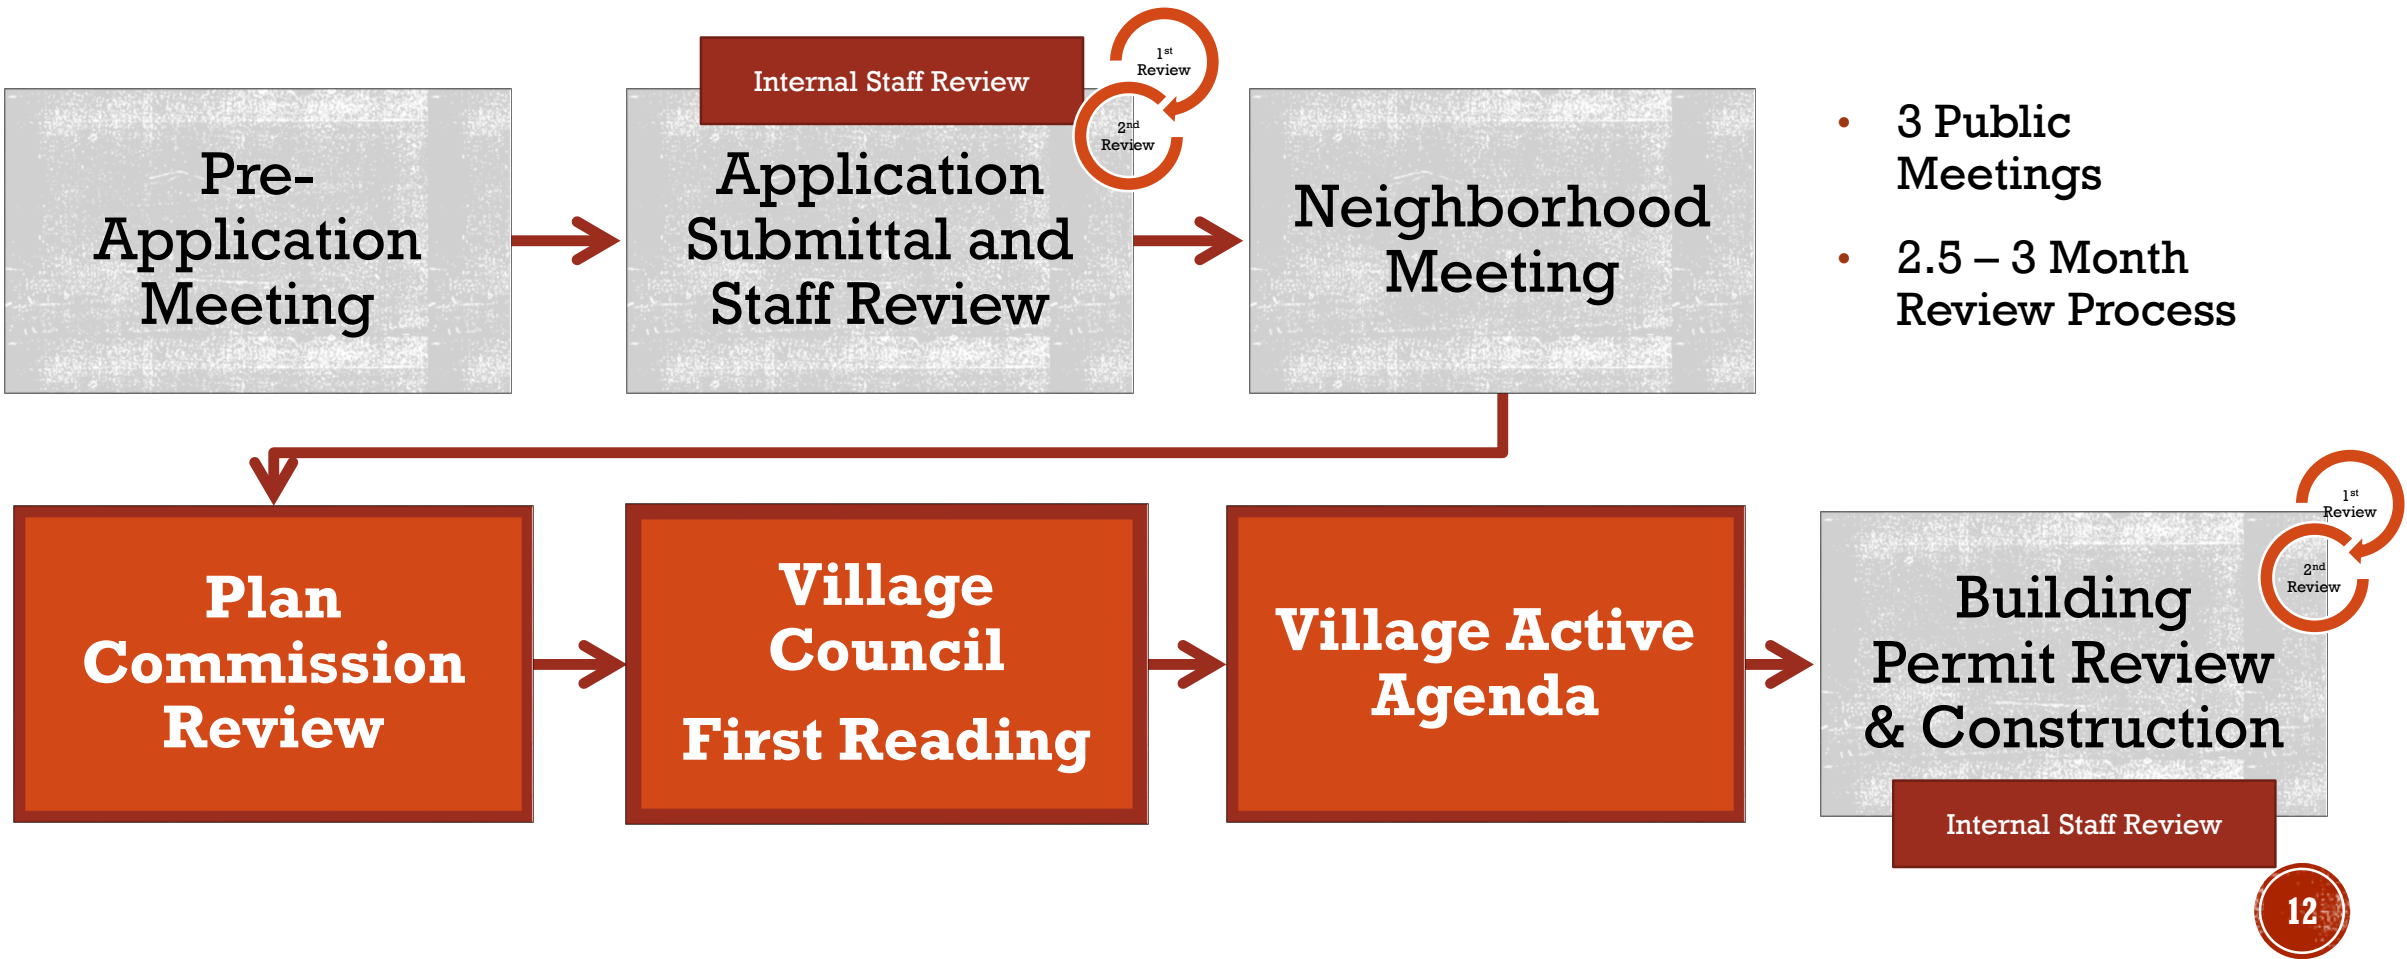 Pre-
Application
Meeting
Internal Staff Review
1st
Review
2nd
Review
Application
Submittal and
Staff Review
Neighborhood
Meeting
• 3 Public
Meetings
• 2.5 – 3 Month
Review Process
Plan
Commission
Review
Village
Council
First Reading
Village Active
Agenda
1st
Review
2nd
Review
Building
Permit Review
& Construction
Internal Staff Review
12